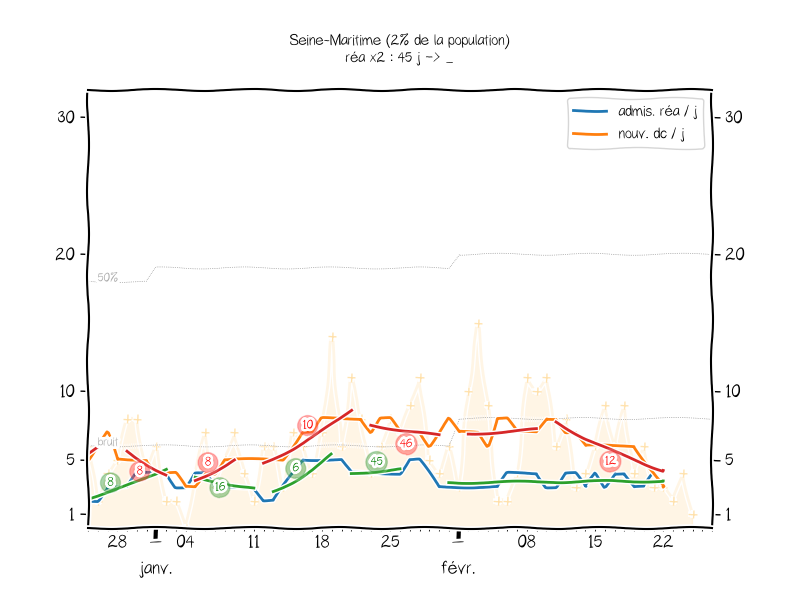 Seine-Maritime (2% de la population)
réa x2 : 45 j -> _
admis. réa / j
nouv. dc / j
30 30
20 20
50%
10 10
bruit
5 5
1 1
8 8 8 16 6 10 45 46 12
28 1 04 11 18 25 1 08 15 22
janv. févr.